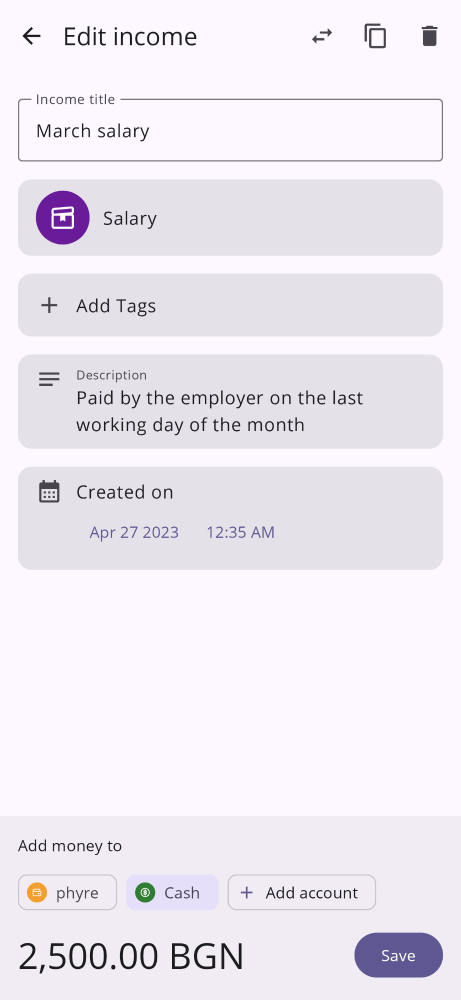 Edit income
Income title
March salary
Salary
Add Tags
Description
Paid by the employer on the last
working day of the month
Created on
Apr 27 2023 12:35 AM
Add money to
phyre Cash Add account
2,500.00 BGN Save